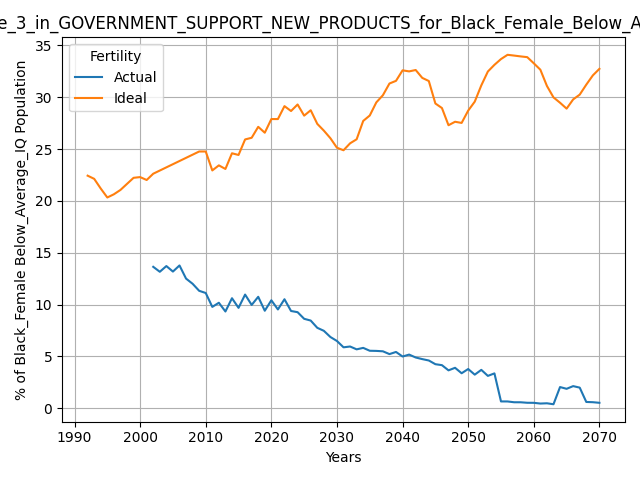 e_3_in_GOVERNMENT_SUPPORT_NEW_PRODUCTS_for_Black_Female_Below_A
Fertility
Actual
Ideal
% of Black_Female Below_Average_IQ Population
35
30
25
20
15
10
5
0
1990 2000 2010 2020 2030 2040 2050 2060 2070
Years